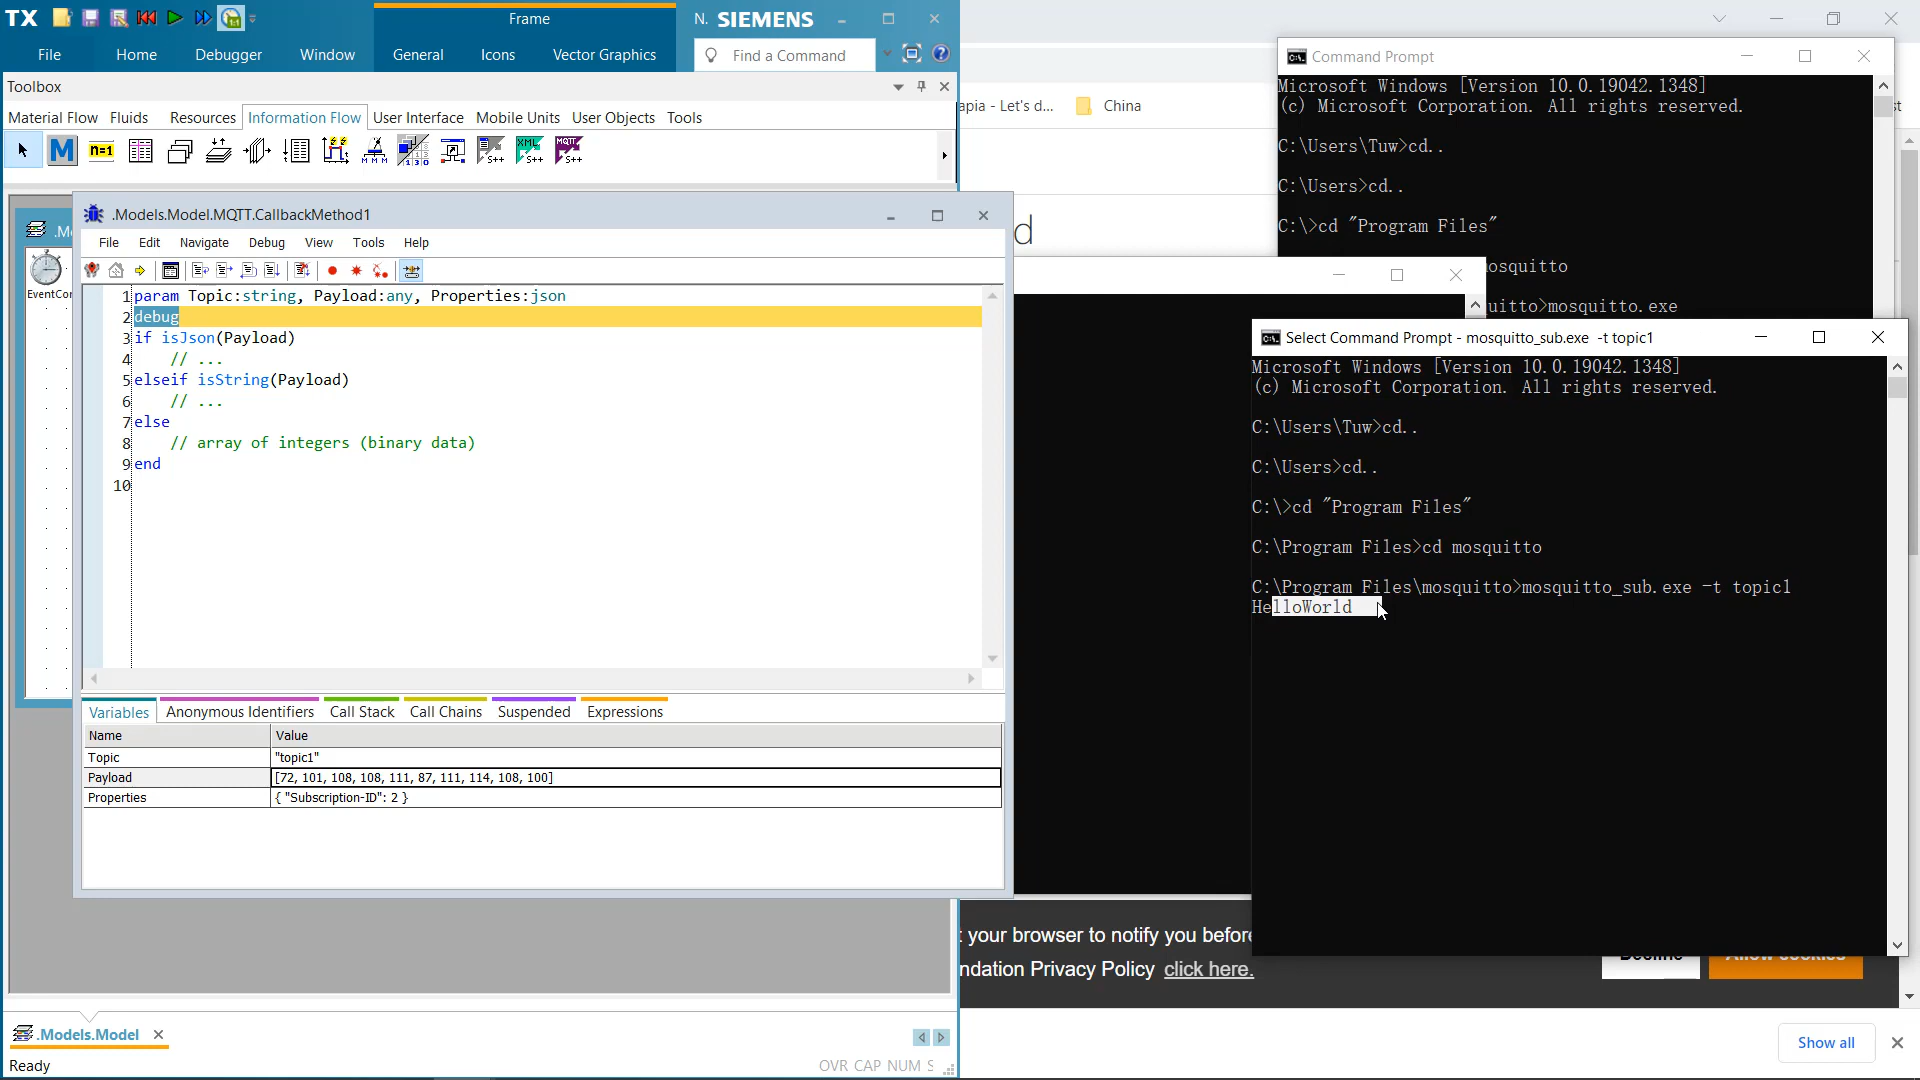 TX
Frame
N. SIEMENS
File
Home
Debugger
Window
General
Icons
Vector Graphics
Find a Command
Toolbox
Material Flow
Fluids
Resources
Information Flow
User Interface
Mobile Units
User Objects
Tools
M
n=1
S++
XML S++
MQTT S++
EventCon
.Models.Model.MQTT.CallbackMethod1
File Edit Navigate Debug View Tools Help
1 param Topic:string, Payload:any, Properties:json
2 debug
3 if isJson(Payload)
4 // ...
5 elseif isString(Payload)
6 // ...
7 else
8 // array of integers (binary data)
9 end
10
Variables Anonymous Identifiers Call Stack Call Chains Suspended Expressions
Name Value
Topic "topic1"
Payload [72, 101, 108, 108, 111, 87, 111, 114, 108, 100]
Properties { "Subscription-ID": 2 }
.Models.Model
Ready
OVR CAP NUM S
apia - Let's d...
China
d
Command Prompt
Microsoft Windows [Version 10.0.19042.1348]
(c) Microsoft Corporation. All rights reserved.
C:\Users\Tuw>cd..
C:\Users>cd..
C:\>cd "Program Files"
osquitto
uitto>mosquitto.exe
Select Command Prompt - mosquitto_sub.exe -t topic1
Microsoft Windows [Version 10.0.19042.1348]
(c) Microsoft Corporation. All rights reserved.
C:\Users\Tuw>cd..
C:\Users>cd..
C:\>cd "Program Files"
C:\Program Files>cd mosquitto
C:\Program Files\mosquitto>mosquitto_sub.exe -t topic1
HelloWorld
t your browser to notify you before
ndation Privacy Policy click here.
Decline
Allow cookies
Show all